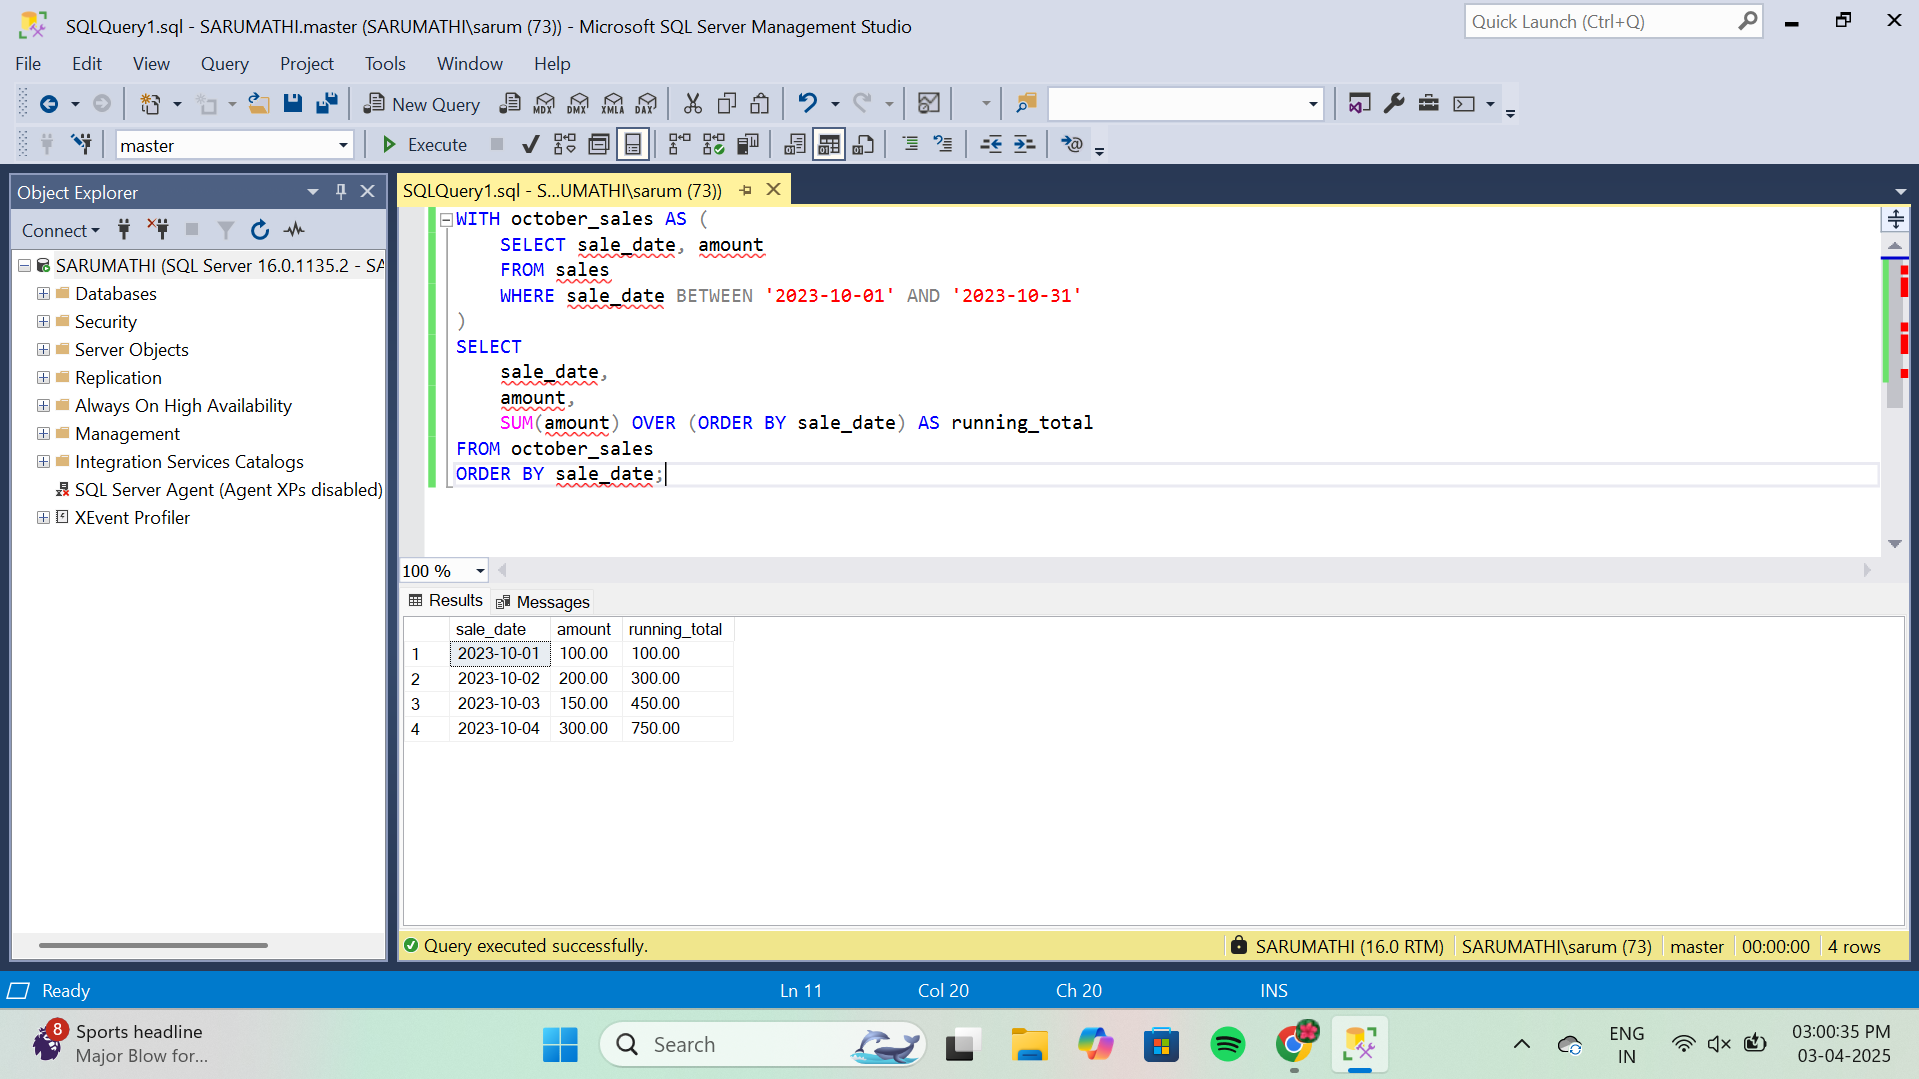 SQLQuery1.sql - SARUMATHI.master (SARUMATHI\sarum (73)) - Microsoft SQL Server Management Studio
Quick Launch (Ctrl+Q)
File Edit View Query Project Tools Window Help
New Query MDX DMX XMLA DAX
master Execute
Object Explorer
Connect
SARUMATHI (SQL Server 16.0.1135.2 - SA
Databases
Security
Server Objects
Replication
Always On High Availability
Management
Integration Services Catalogs
SQL Server Agent (Agent XPs disabled)
XEvent Profiler
SQLQuery1.sql - S...UMATHI\sarum (73))
WITH october_sales AS (
SELECT sale_date, amount
FROM sales
WHERE sale_date BETWEEN '2023-10-01' AND '2023-10-31'
)
SELECT
sale_date,
amount,
SUM(amount) OVER (ORDER BY sale_date) AS running_total
FROM october_sales
ORDER BY sale_date;
100 %
Results Messages
sale_date amount running_total
1 2023-10-01 100.00 100.00
2 2023-10-02 200.00 300.00
3 2023-10-03 150.00 450.00
4 2023-10-04 300.00 750.00
Query executed successfully. SARUMATHI (16.0 RTM) SARUMATHI\sarum (73) master 00:00:00 4 rows
Ready Ln 11 Col 20 Ch 20 INS
8
Sports headline
Major Blow for...
Search
ENG
IN
03:00:35 PM
03-04-2025